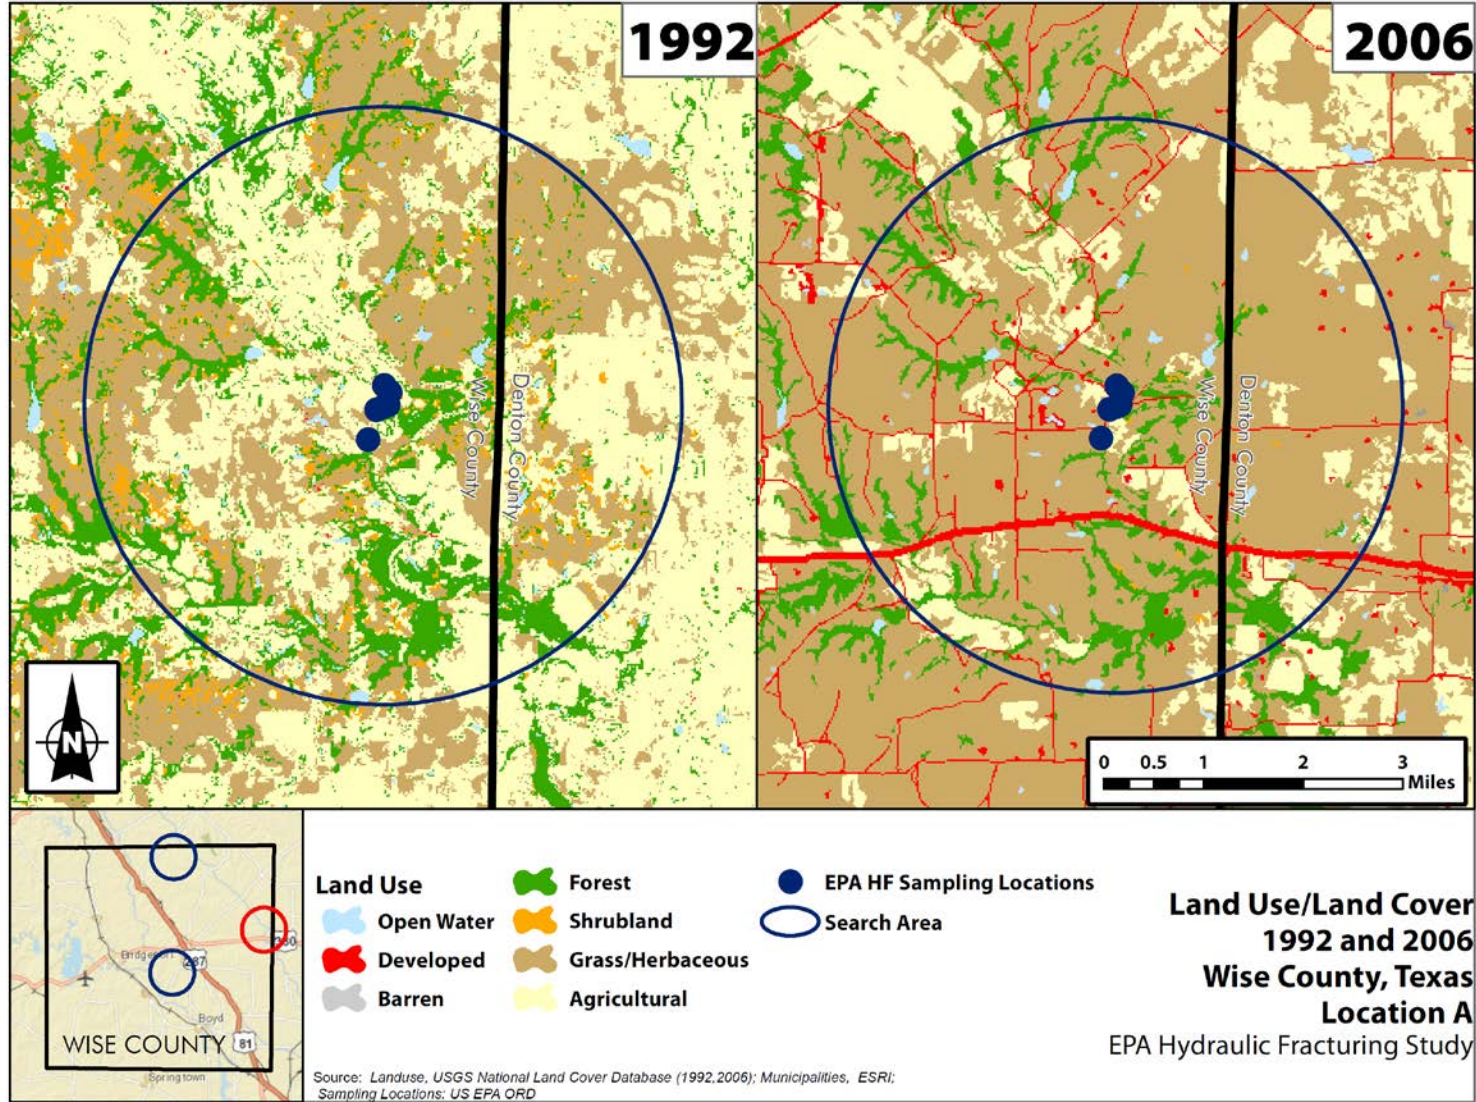 1992
2006
Wise County
Denton County
Wise County
Denton County
N
0 0.5 1 2 3
Miles
Land Use
Open Water
Developed
Barren
Forest
Shrubland
Grass/Herbaceous
Agricultural
EPA HF Sampling Locations
Search Area
Land Use/Land Cover
1992 and 2006
Wise County, Texas
Location A
EPA Hydraulic Fracturing Study
380
Bridgeport
287
Boyd
WISE COUNTY
81
Springtown
Source: Landuse, USGS National Land Cover Database (1992,2006); Municipalities, ESRI;
Sampling Locations: US EPA ORD